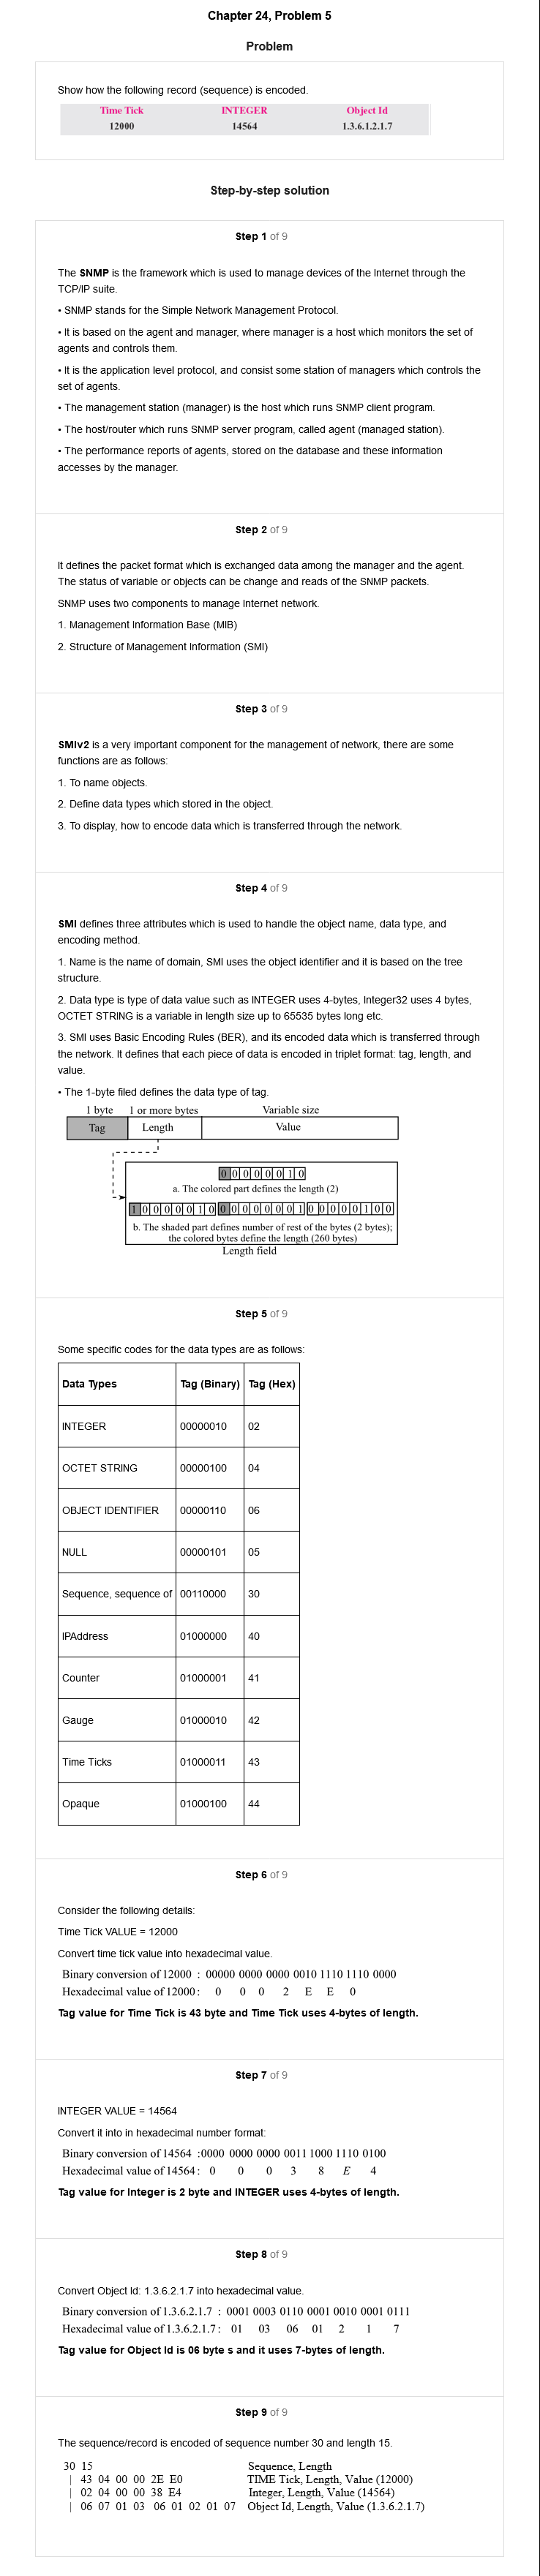 Chapter 24, Problem 5
Problem
Show how the following record (sequence) is encoded.
Time Tick INTEGER Object Id
12000 14564 1.3.6.1.2.1.7
Step-by-step solution
Step 1 of 9
The SNMP is the framework which is used to manage devices of the Internet through the
TCP/IP suite.
• SNMP stands for the Simple Network Management Protocol.
• It is based on the agent and manager, where manager is a host which monitors the set of
agents and controls them.
• It is the application level protocol, and consist some station of managers which controls the
set of agents.
• The management station (manager) is the host which runs SNMP client program.
• The host/router which runs SNMP server program, called agent (managed station).
• The performance reports of agents, stored on the database and these information
accesses by the manager.
Step 2 of 9
It defines the packet format which is exchanged data among the manager and the agent.
The status of variable or objects can be change and reads of the SNMP packets.
SNMP uses two components to manage Internet network.
1. Management Information Base (MIB)
2. Structure of Management Information (SMI)
Step 3 of 9
SMIv2 is a very important component for the management of network, there are some
functions are as follows:
1. To name objects.
2. Define data types which stored in the object.
3. To display, how to encode data which is transferred through the network.
Step 4 of 9
SMI defines three attributes which is used to handle the object name, data type, and
encoding method.
1. Name is the name of domain, SMI uses the object identifier and it is based on the tree
structure.
2. Data type is type of data value such as INTEGER uses 4-bytes, Integer32 uses 4 bytes,
OCTET STRING is a variable in length size up to 65535 bytes long etc.
3. SMI uses Basic Encoding Rules (BER), and its encoded data which is transferred through
the network. It defines that each piece of data is encoded in triplet format: tag, length, and
value.
• The 1-byte filed defines the data type of tag.
1 byte 1 or more bytes Variable size
Tag Length Value
0 0 0 0 0 0 1 0
a. The colored part defines the length (2)
1 0 0 0 0 0 1 0 0 0 0 0 0 0 0 1 0 0 0 0 0 1 0 0
b. The shaded part defines number of rest of the bytes (2 bytes);
the colored bytes define the length (260 bytes)
Length field
Step 5 of 9
Some specific codes for the data types are as follows:
Data Types Tag (Binary) Tag (Hex)
INTEGER 00000010 02
OCTET STRING 00000100 04
OBJECT IDENTIFIER 00000110 06
NULL 00000101 05
Sequence, sequence of 00110000 30
IPAddress 01000000 40
Counter 01000001 41
Gauge 01000010 42
Time Ticks 01000011 43
Opaque 01000100 44
Step 6 of 9
Consider the following details:
Time Tick VALUE = 12000
Convert time tick value into hexadecimal value.
Binary conversion of 12000 : 00000 0000 0000 0010 1110 1110 0000
Hexadecimal value of 12000 : 0 0 0 2 E E 0
Tag value for Time Tick is 43 byte and Time Tick uses 4-bytes of length.
Step 7 of 9
INTEGER VALUE = 14564
Convert it into in hexadecimal number format:
Binary conversion of 14564 :0000 0000 0000 0011 1000 1110 0100
Hexadecimal value of 14564 : 0 0 0 3 8 E 4
Tag value for Integer is 2 byte and INTEGER uses 4-bytes of length.
Step 8 of 9
Convert Object Id: 1.3.6.2.1.7 into hexadecimal value.
Binary conversion of 1.3.6.2.1.7 : 0001 0003 0110 0001 0010 0001 0111
Hexadecimal value of 1.3.6.2.1.7 : 01 03 06 01 2 1 7
Tag value for Object Id is 06 byte s and it uses 7-bytes of length.
Step 9 of 9
The sequence/record is encoded of sequence number 30 and length 15.
30 15 Sequence, Length
| 43 04 00 00 2E E0 TIME Tick, Length, Value (12000)
| 02 04 00 00 38 E4 Integer, Length, Value (14564)
| 06 07 01 03 06 01 02 01 07 Object Id, Length, Value (1.3.6.2.1.7)